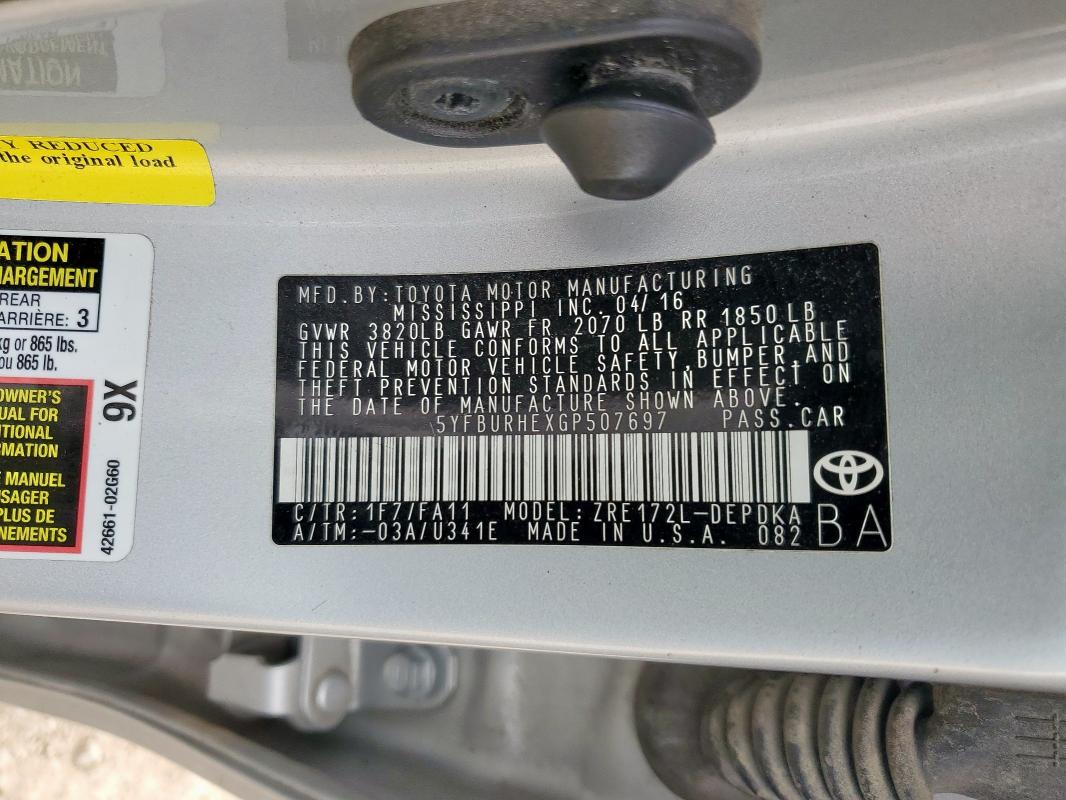 Y REDUCED
the original load
ATION
HARGEMENT
REAR
ARRIÈRE: 3
kg or 865 lbs.
ou 865 lb.
OWNER'S
UAL FOR
ITIONAL
RMATION
E MANUEL
USAGER
PLUS DE
NEMENTS
9X
42661-02G60
MFD.BY:TOYOTA MOTOR MANUFACTURING
MISSISSIPPI INC. 04/16
GVWR 3820LB GAWR FR 2070 LB RR 1850 LB
THIS VEHICLE CONFORMS TO ALL APPLICABLE
FEDERAL MOTOR VEHICLE SAFETY,BUMPER,AND
THEFT PREVENTION STANDARDS IN EFFECT ON
THE DATE OF MANUFACTURE SHOWN ABOVE.
5YFBURHEXGP507697 PASS.CAR
C/TR: 1F7/FA11 MODEL: ZRE172L-DEPDKA
A/TM:-03A/U341E MADE IN U.S.A. 082
BA